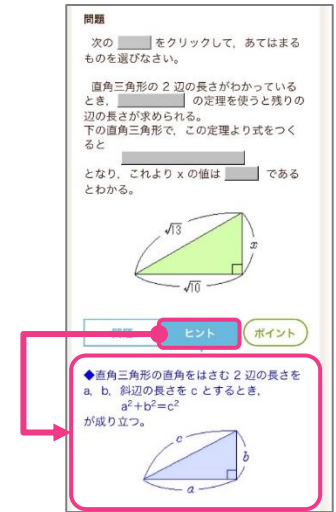 問題
次の をクリックして，あてはまる
ものを選びなさい。
直角三角形の 2 辺の長さがわかっている
とき， の定理を使うと残りの
辺の長さが求められる。
下の直角三角形で，この定理より式をつく
ると
となり，これより x の値は である
とわかる。
√13
x
√10
問題 ヒント ポイント
◆直角三角形の直角をはさむ 2 辺の長さを
a，b，斜辺の長さを c とするとき，
a²+b²=c²
が成り立つ。
c
b
a